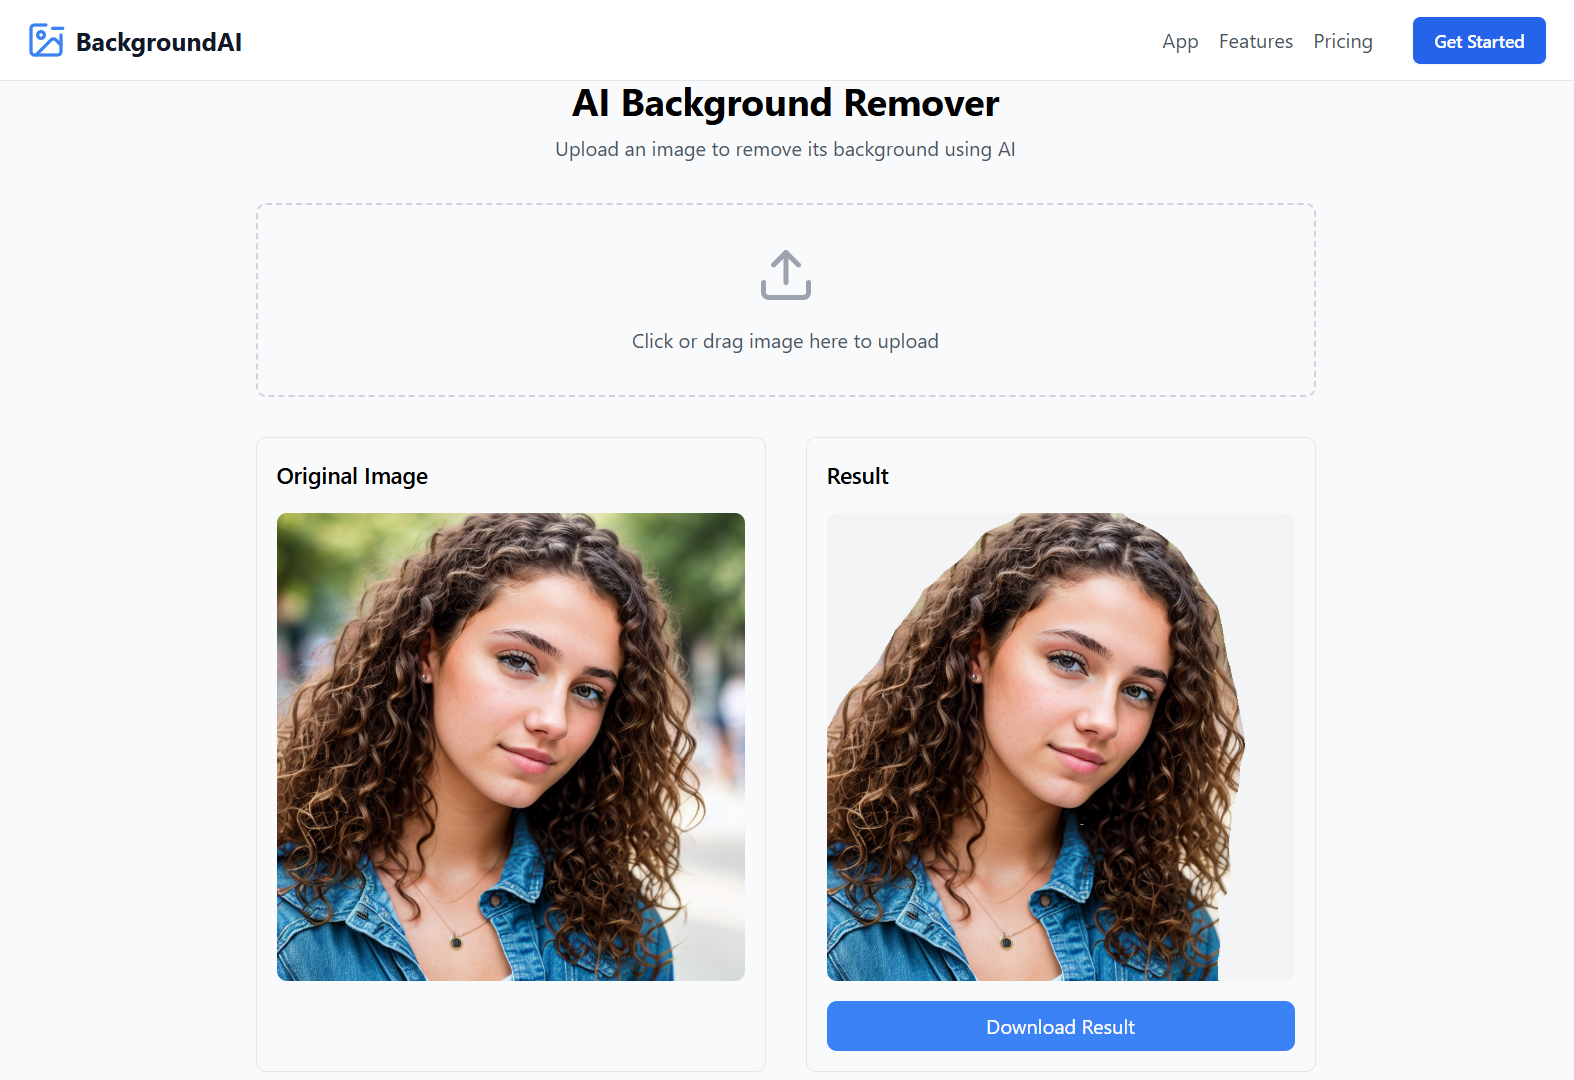 BackgroundAI
App Features Pricing Get Started
AI Background Remover
Upload an image to remove its background using AI
Click or drag image here to upload
Original Image
Result
Download Result